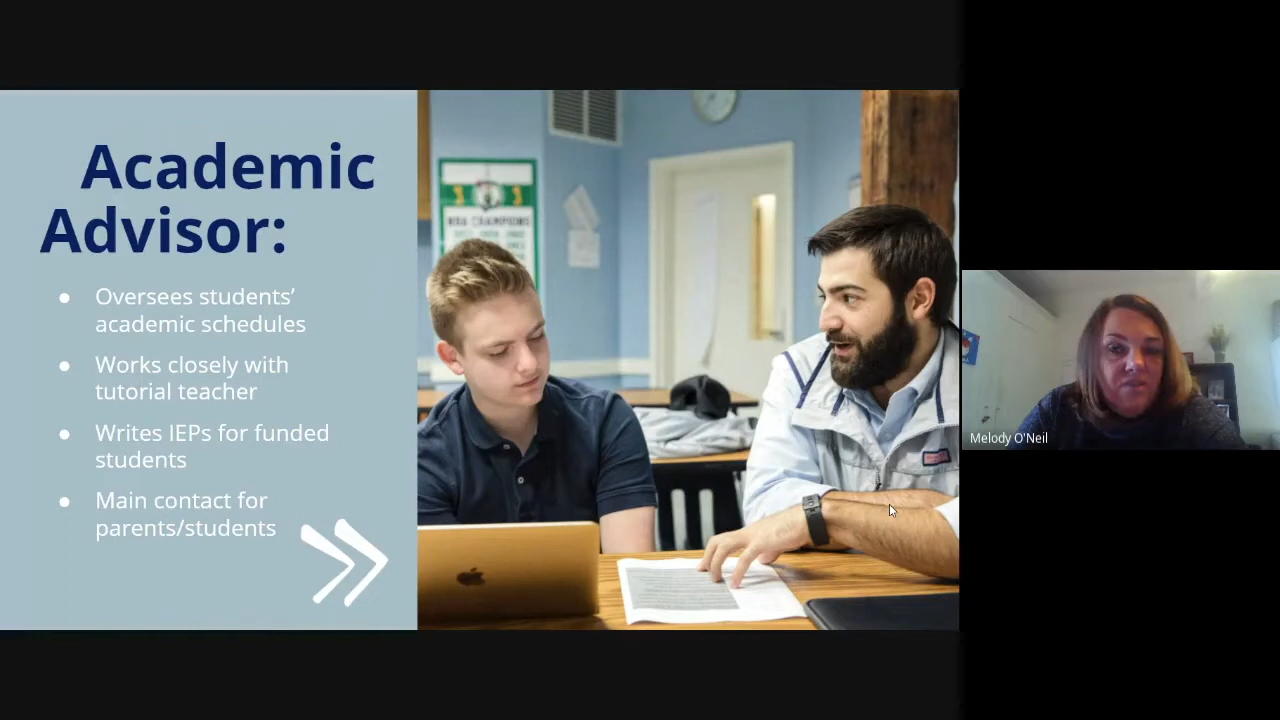 Academic
Advisor:
● Oversees students’
academic schedules
● Works closely with
tutorial teacher
● Writes IEPs for funded
students
● Main contact for
parents/students
NBA CHAMPIONS
Melody O'Neil